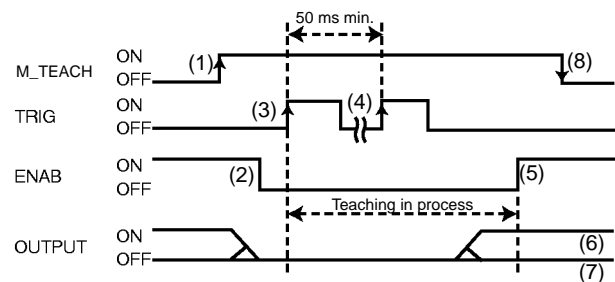 50 ms min.
M_TEACH ON (1) (8)
OFF
TRIG ON (3) (4)
OFF
ENAB ON (2) (5)
OFF
Teaching in process
OUTPUT ON (6)
OFF (7)